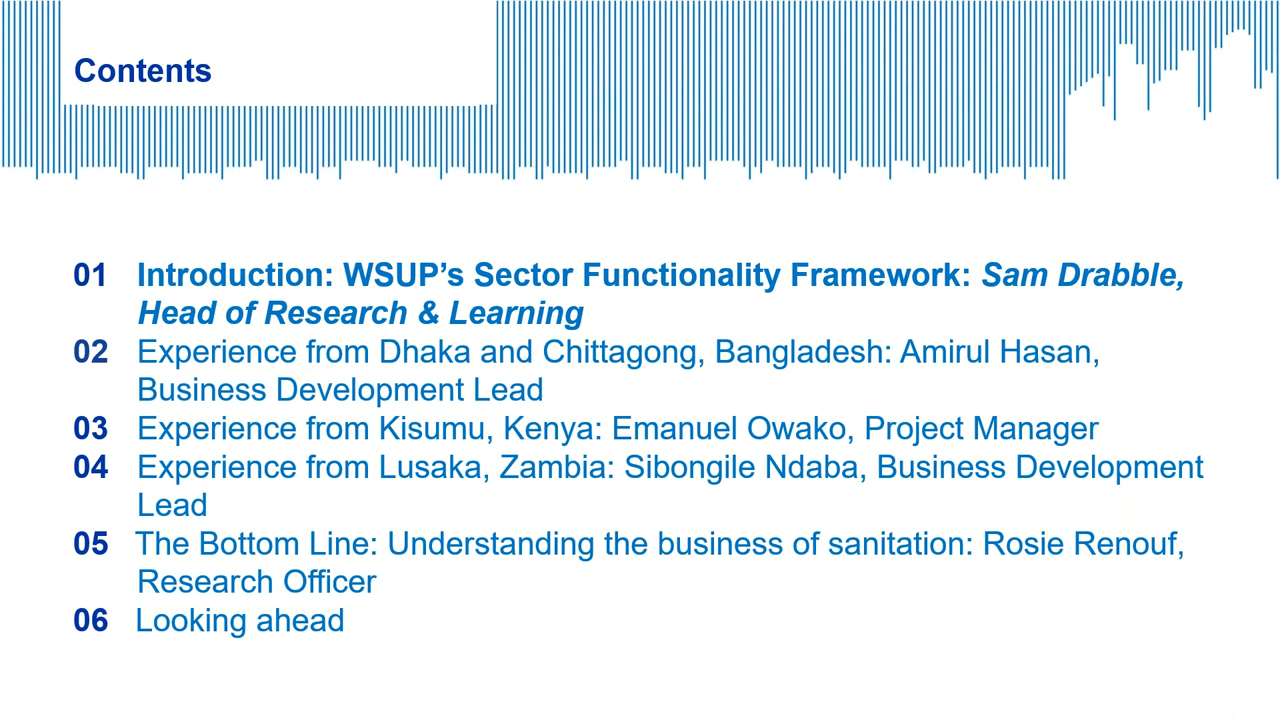 Contents
01 Introduction: WSUP’s Sector Functionality Framework: Sam Drabble,
Head of Research & Learning
02 Experience from Dhaka and Chittagong, Bangladesh: Amirul Hasan,
Business Development Lead
03 Experience from Kisumu, Kenya: Emanuel Owako, Project Manager
04 Experience from Lusaka, Zambia: Sibongile Ndaba, Business Development
Lead
05 The Bottom Line: Understanding the business of sanitation: Rosie Renouf,
Research Officer
06 Looking ahead